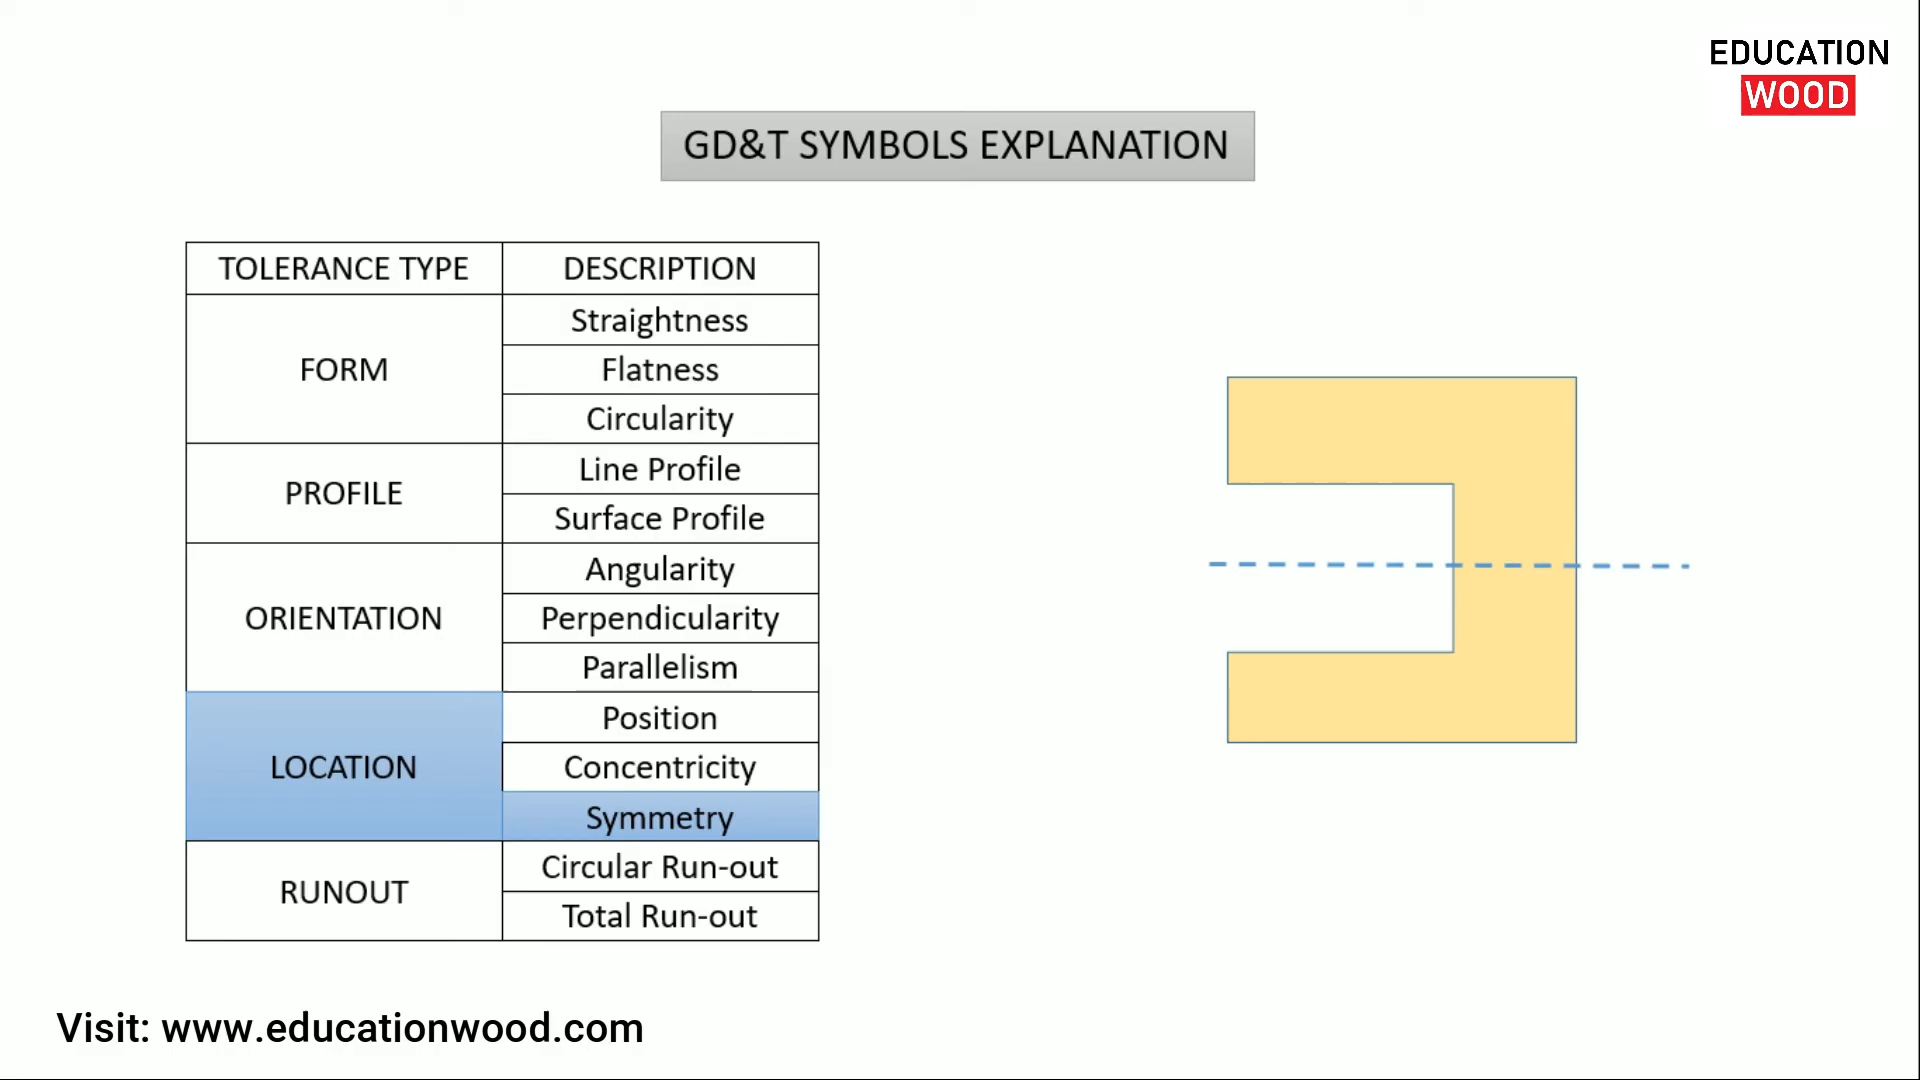 EDUCATION
WOOD
GD&T SYMBOLS EXPLANATION
TOLERANCE TYPE DESCRIPTION
FORM
Straightness
Flatness
Circularity
PROFILE
Line Profile
Surface Profile
ORIENTATION
Angularity
Perpendicularity
Parallelism
LOCATION
Position
Concentricity
Symmetry
RUNOUT
Circular Run-out
Total Run-out
Visit: www.educationwood.com